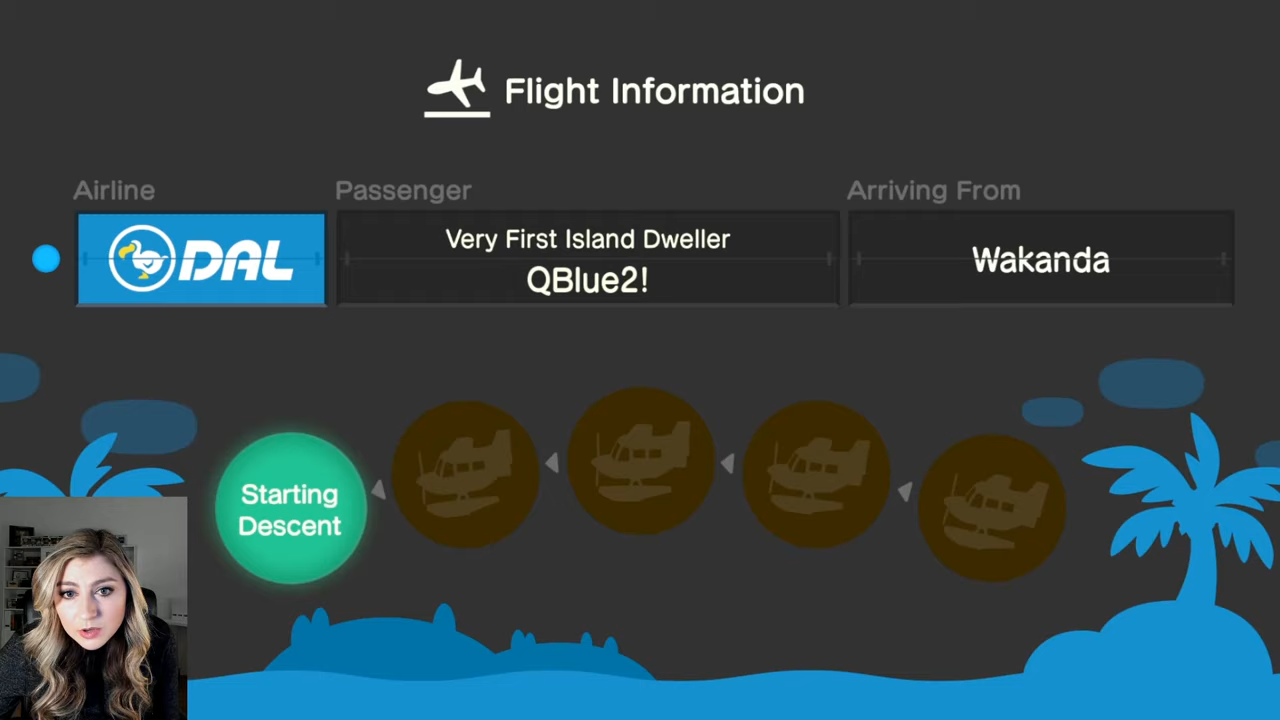 Flight Information
Airline
Passenger
Arriving From
DAL
Very First Island Dweller
QBlue2!
Wakanda
Starting
Descent